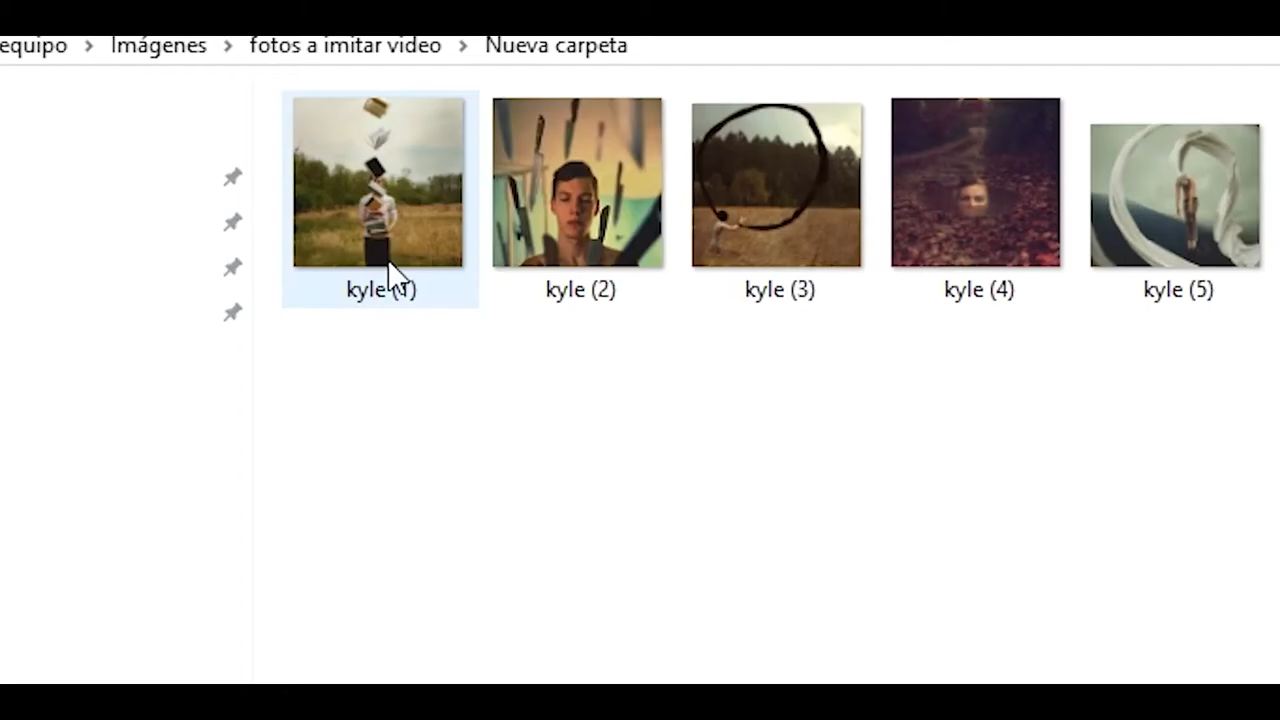 equipo > Imágenes > fotos a imitar video > Nueva carpeta
kyle (1)
kyle (2)
kyle (3)
kyle (4)
kyle (5)